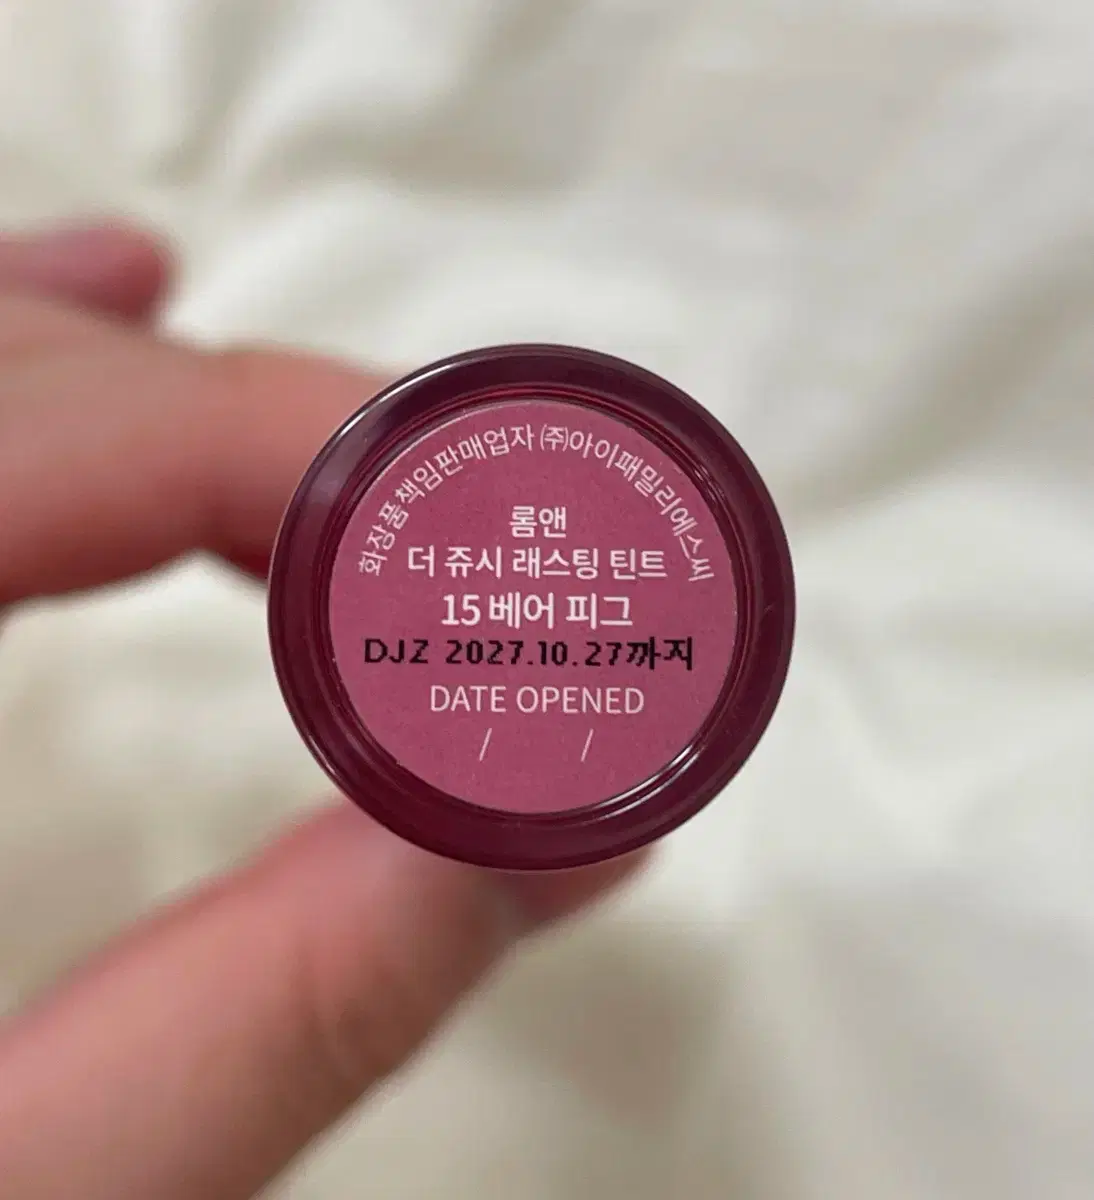 화장품책임판매업자 ㈜아이패밀리에스씨
롬앤
더 쥬시 래스팅 틴트
15 베어 피그
DJZ 2027.10.27까지
DATE OPENED
/ /